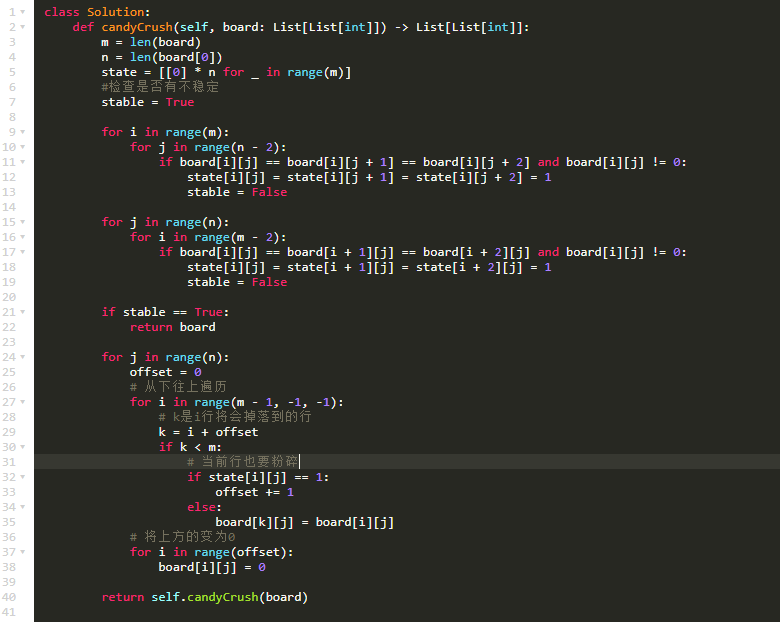 1 class Solution:
2 def candyCrush(self, board: List[List[int]]) -> List[List[int]]:
3 m = len(board)
4 n = len(board[0])
5 state = [[0] * n for _ in range(m)]
6 #检查是否有不稳定
7 stable = True
8
9 for i in range(m):
10 for j in range(n - 2):
11 if board[i][j] == board[i][j + 1] == board[i][j + 2] and board[i][j] != 0:
12 state[i][j] = state[i][j + 1] = state[i][j + 2] = 1
13 stable = False
14
15 for j in range(n):
16 for i in range(m - 2):
17 if board[i][j] == board[i + 1][j] == board[i + 2][j] and board[i][j] != 0:
18 state[i][j] = state[i + 1][j] = state[i + 2][j] = 1
19 stable = False
20
21 if stable == True:
22 return board
23
24 for j in range(n):
25 offset = 0
26 # 从下往上遍历
27 for i in range(m - 1, -1, -1):
28 # k是i行将会掉落到的行
29 k = i + offset
30 if k < m:
31 # 当前行也要粉碎
32 if state[i][j] == 1:
33 offset += 1
34 else:
35 board[k][j] = board[i][j]
36 # 将上方的变为0
37 for i in range(offset):
38 board[i][j] = 0
39
40 return self.candyCrush(board)
41